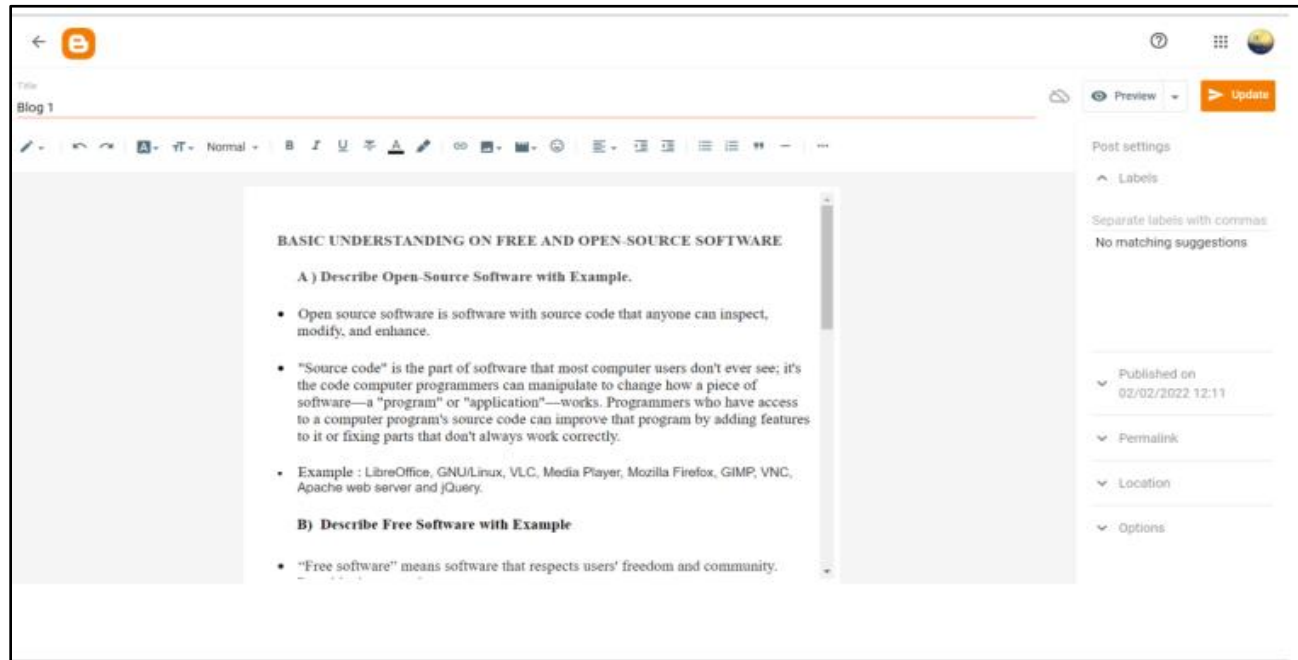 Title
Blog 1
Preview
Update
Normal
B I U A
Post settings
Labels
Separate labels with commas
No matching suggestions
Published on
02/02/2022 12:11
Permalink
Location
Options
BASIC UNDERSTANDING ON FREE AND OPEN-SOURCE SOFTWARE
A ) Describe Open-Source Software with Example.
• Open source software is software with source code that anyone can inspect,
modify, and enhance.
• "Source code" is the part of software that most computer users don't ever see; it's
the code computer programmers can manipulate to change how a piece of
software—a "program" or "application"—works. Programmers who have access
to a computer program's source code can improve that program by adding features
to it or fixing parts that don't always work correctly.
• Example : LibreOffice, GNU/Linux, VLC, Media Player, Mozilla Firefox, GIMP, VNC,
Apache web server and jQuery.
B) Describe Free Software with Example
• “Free software” means software that respects users' freedom and community.